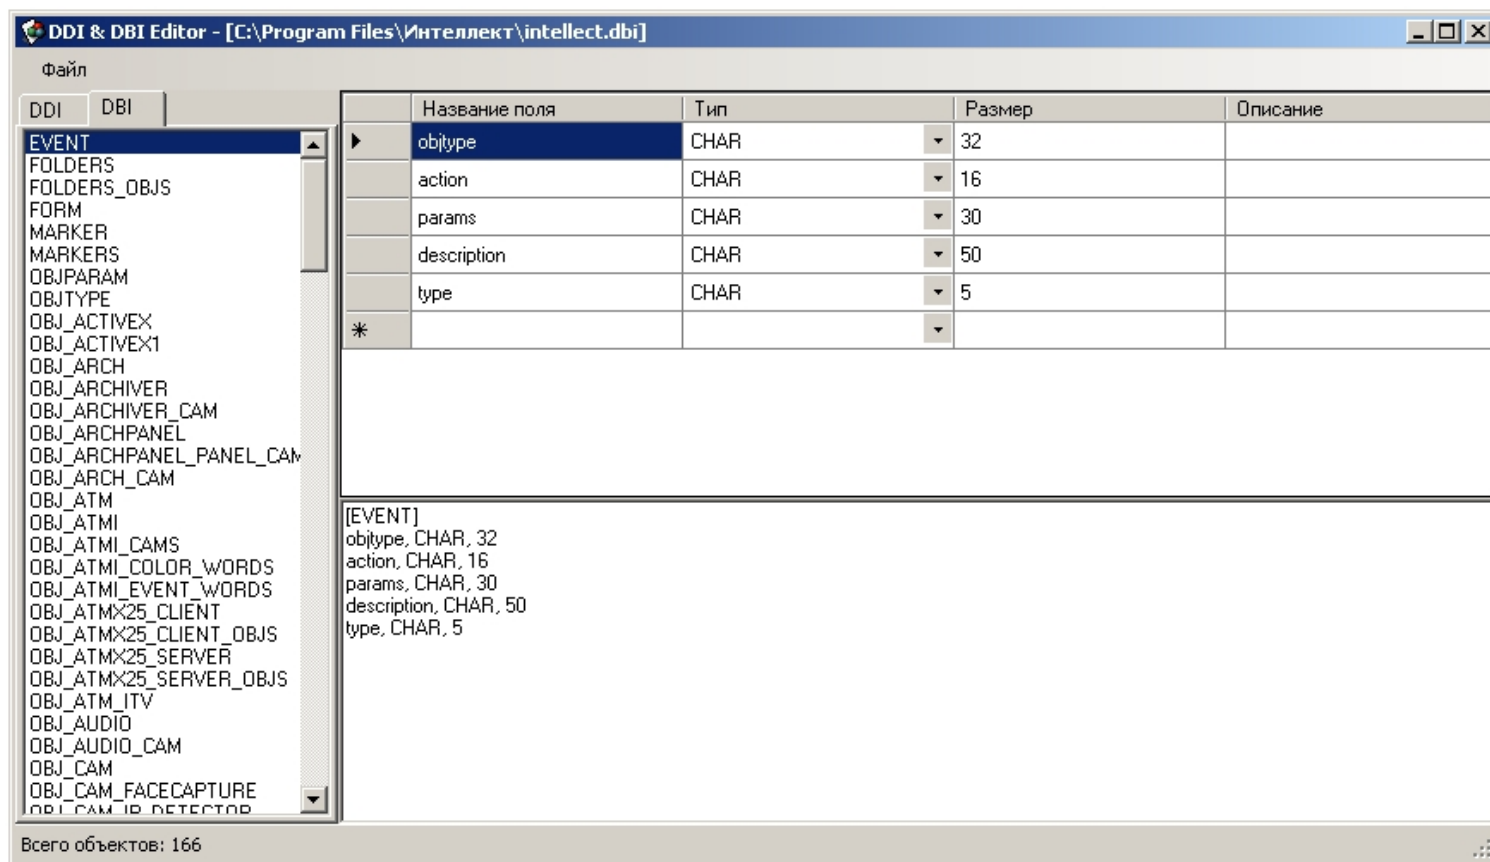 DDI & DBI Editor - [C:\Program Files\Интеллект\intellect.dbi]
Файл
DDI DBI
EVENT
FOLDERS
FOLDERS_OBJS
FORM
MARKER
MARKERS
OBJPARAM
OBJTYPE
OBJ_ACTIVEX
OBJ_ACTIVEX1
OBJ_ARCH
OBJ_ARCHIVER
OBJ_ARCHIVER_CAM
OBJ_ARCHPANEL
OBJ_ARCHPANEL_PANEL_CAM
OBJ_ARCH_CAM
OBJ_ATM
OBJ_ATMI
OBJ_ATMI_CAMS
OBJ_ATMI_COLOR_WORDS
OBJ_ATMI_EVENT_WORDS
OBJ_ATMX25_CLIENT
OBJ_ATMX25_CLIENT_OBJS
OBJ_ATMX25_SERVER
OBJ_ATMX25_SERVER_OBJS
OBJ_ATM_ITV
OBJ_AUDIO
OBJ_AUDIO_CAM
OBJ_CAM
OBJ_CAM_FACECAPTURE
OBJ_CAM_IP_DETECTOR
Название поля Тип Размер Описание
objtype CHAR 32
action CHAR 16
params CHAR 30
description CHAR 50
type CHAR 5
[EVENT]
objtype, CHAR, 32
action, CHAR, 16
params, CHAR, 30
description, CHAR, 50
type, CHAR, 5
Всего объектов: 166